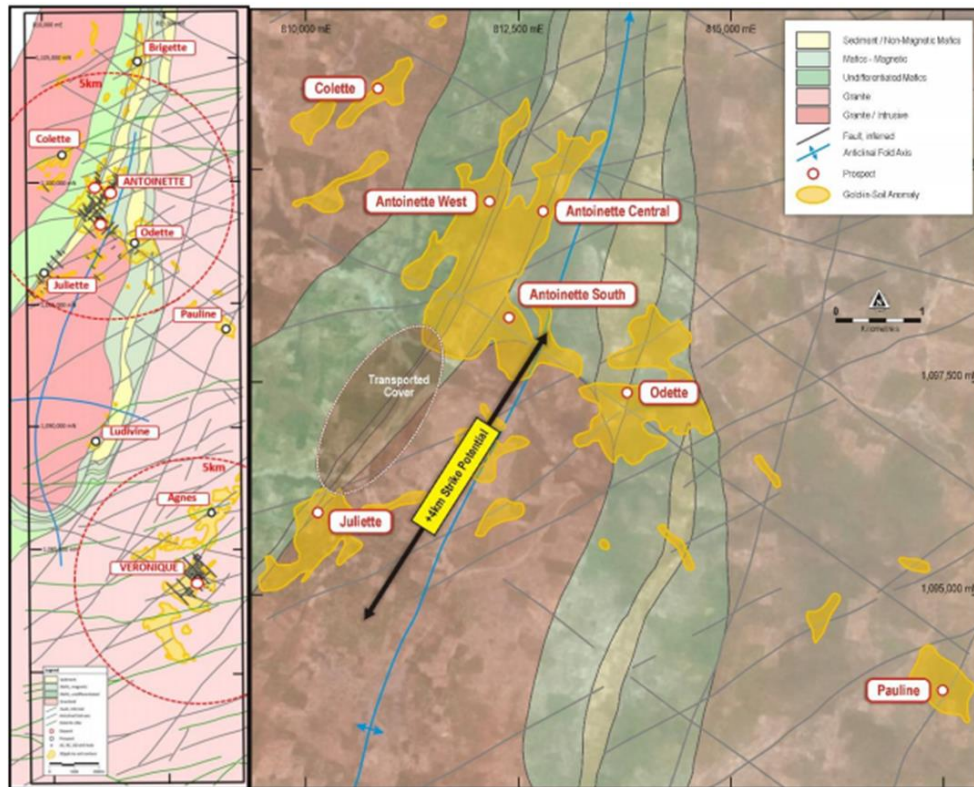 Brigette
5km
Colette
ANTOINETTE
Odette
Juliette
Pauline
Ludivine
5km
Agnes
VERONIQUE
Legend
810,000 mE
812,500 mE
815,000 mE
Colette
Antoinette West
Antoinette Central
Antoinette South
Transported
Cover
Odette
+4km Strike Potential
Juliette
Pauline
1,097,500 mN
1,095,000 mN
Sediment / Non-Magnetic Mafics
Mafics - Magnetic
Undifferentiated Mafics
Granite
Granite / Intrusive
Fault, inferred
Anticlinal Fold Axis
Prospect
Gold-in-Soil Anomaly
N
0 1
Kilometres